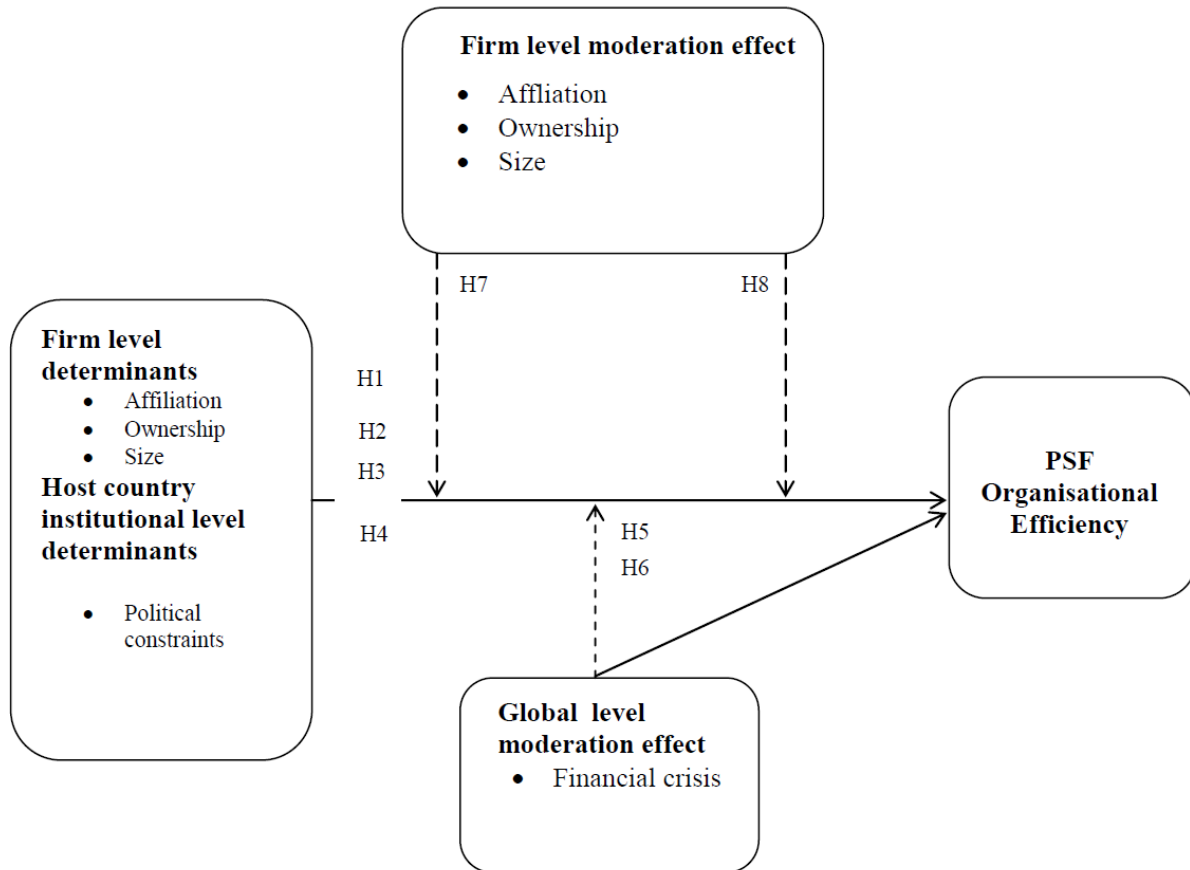 Firm level moderation effect
• Affliation
• Ownership
• Size
H7
H8
Firm level
determinants
• Affiliation
• Ownership
• Size
Host country
institutional level
determinants
• Political
constraints
H1
H2
H3
H4
H5
H6
PSF
Organisational
Efficiency
Global level
moderation effect
• Financial crisis